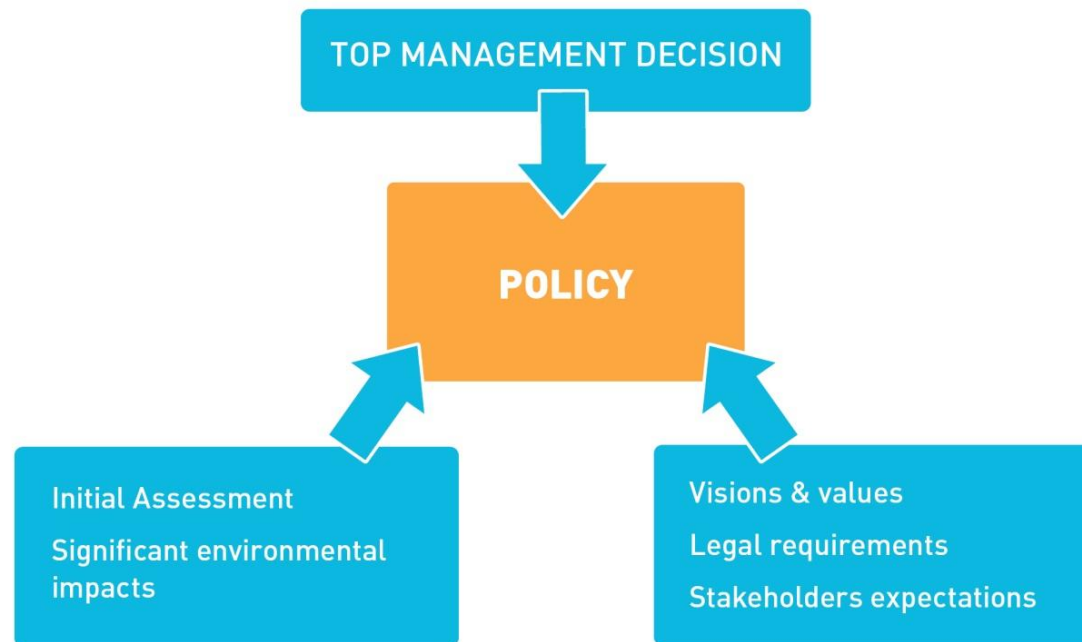 TOP MANAGEMENT DECISION
POLICY
Initial Assessment
Significant environmental
impacts
Visions & values
Legal requirements
Stakeholders expectations